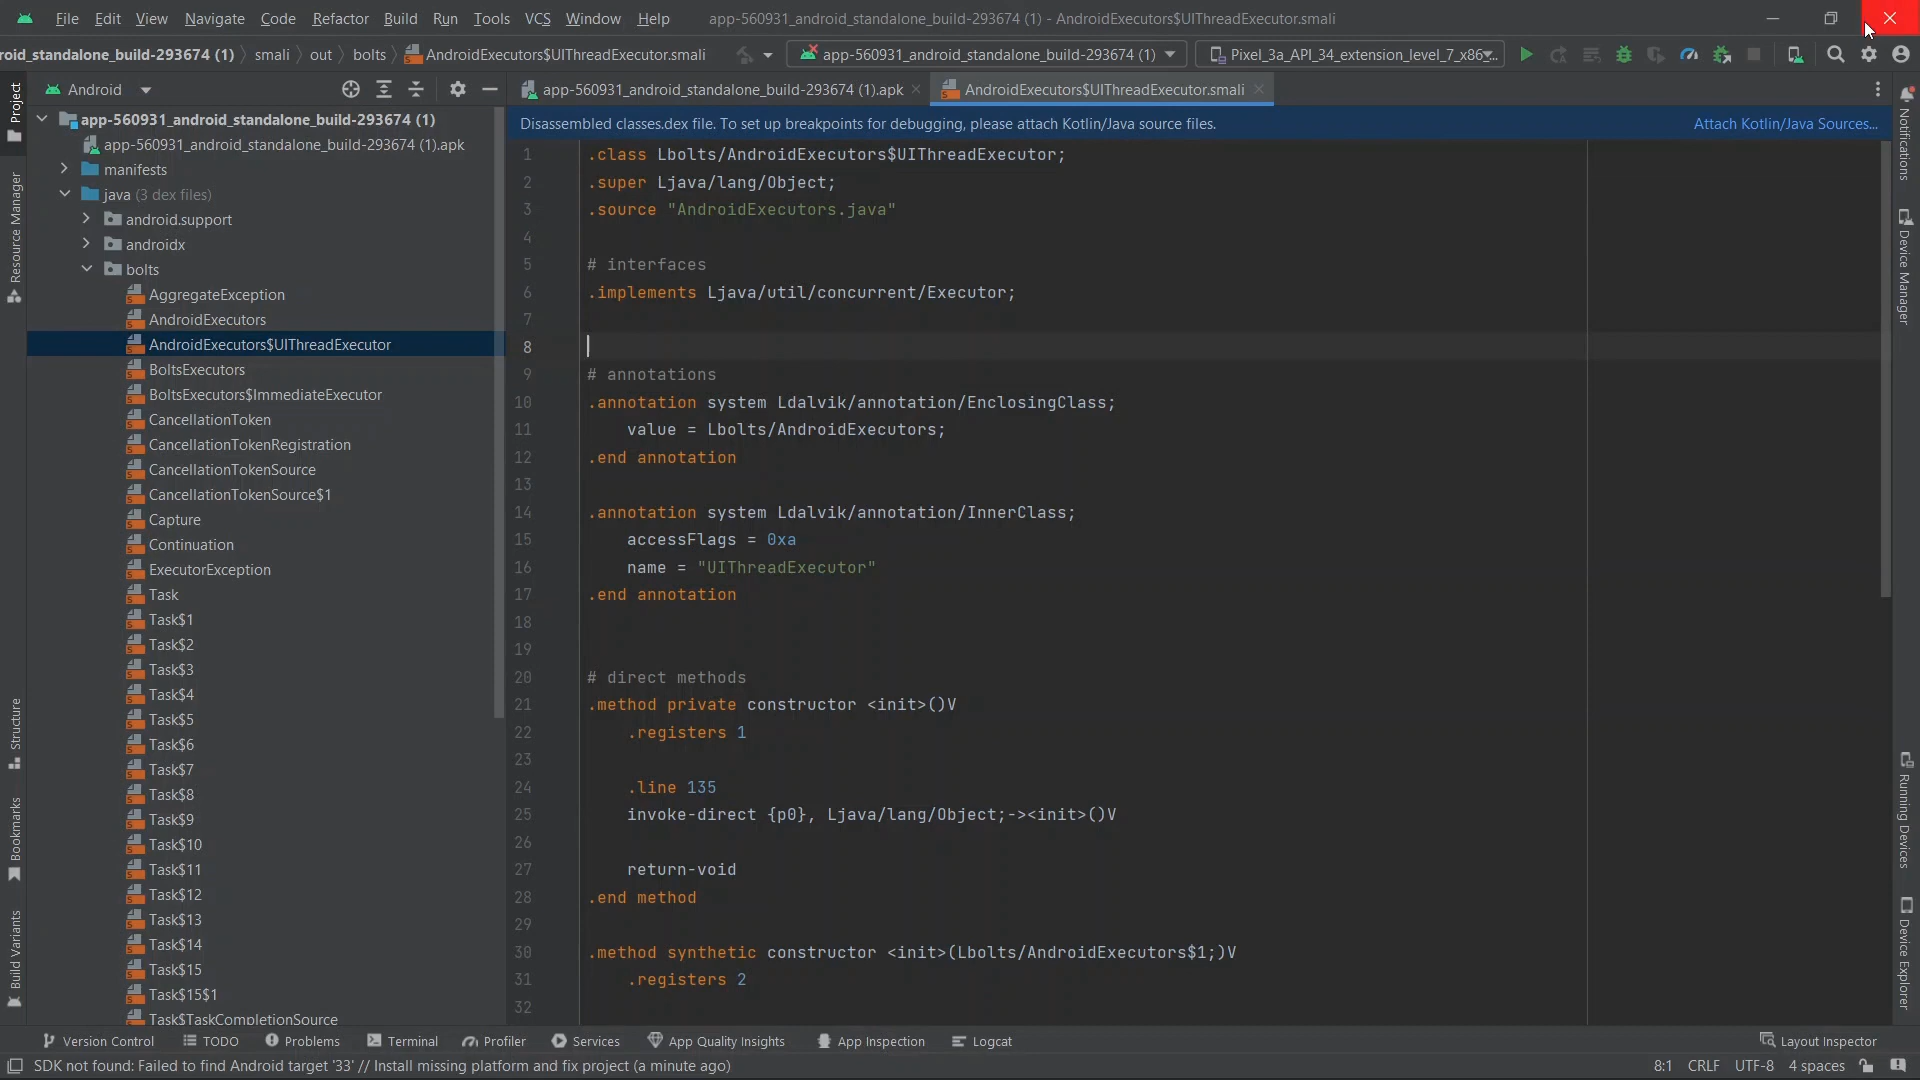 File Edit View Navigate Code Refactor Build Run Tools VCS Window Help app-560931_android_standalone_build-293674 (1) - AndroidExecutors$UIThreadExecutor.smali
roid_standalone_build-293674 (1) smali out bolts AndroidExecutors$UIThreadExecutor.smali app-560931_android_standalone_build-293674 (1) Pixel_3a_API_34_extension_level_7_x86_...
Project
Resource Manager
Structure
Bookmarks
Build Variants
Android
app-560931_android_standalone_build-293674 (1)
app-560931_android_standalone_build-293674 (1).apk
manifests
java (3 dex files)
android.support
androidx
bolts
AggregateException
AndroidExecutors
AndroidExecutors$UIThreadExecutor
BoltsExecutors
BoltsExecutors$ImmediateExecutor
CancellationToken
CancellationTokenRegistration
CancellationTokenSource
CancellationTokenSource$1
Capture
Continuation
ExecutorException
Task
Task$1
Task$2
Task$3
Task$4
Task$5
Task$6
Task$7
Task$8
Task$9
Task$10
Task$11
Task$12
Task$13
Task$14
Task$15
Task$15$1
Task$TaskCompletionSource
app-560931_android_standalone_build-293674 (1).apk AndroidExecutors$UIThreadExecutor.smali
Disassembled classes.dex file. To set up breakpoints for debugging, please attach Kotlin/Java source files. Attach Kotlin/Java Sources...
1 .class Lbolts/AndroidExecutors$UIThreadExecutor;
2 .super Ljava/lang/Object;
3 .source "AndroidExecutors.java"
4
5 # interfaces
6 .implements Ljava/util/concurrent/Executor;
7
8
9 # annotations
10 .annotation system Ldalvik/annotation/EnclosingClass;
11 value = Lbolts/AndroidExecutors;
12 .end annotation
13
14 .annotation system Ldalvik/annotation/InnerClass;
15 accessFlags = 0xa
16 name = "UIThreadExecutor"
17 .end annotation
18
19
20 # direct methods
21 .method private constructor <init>()V
22 .registers 1
23
24 .line 135
25 invoke-direct {p0}, Ljava/lang/Object;-><init>()V
26
27 return-void
28 .end method
29
30 .method synthetic constructor <init>(Lbolts/AndroidExecutors$1;)V
31 .registers 2
32
Notifications
Device Manager
Running Devices
Device Explorer
Version Control TODO Problems Terminal Profiler Services App Quality Insights App Inspection Logcat Layout Inspector
SDK not found: Failed to find Android target '33' // Install missing platform and fix project (a minute ago) 8:1 CRLF UTF-8 4 spaces